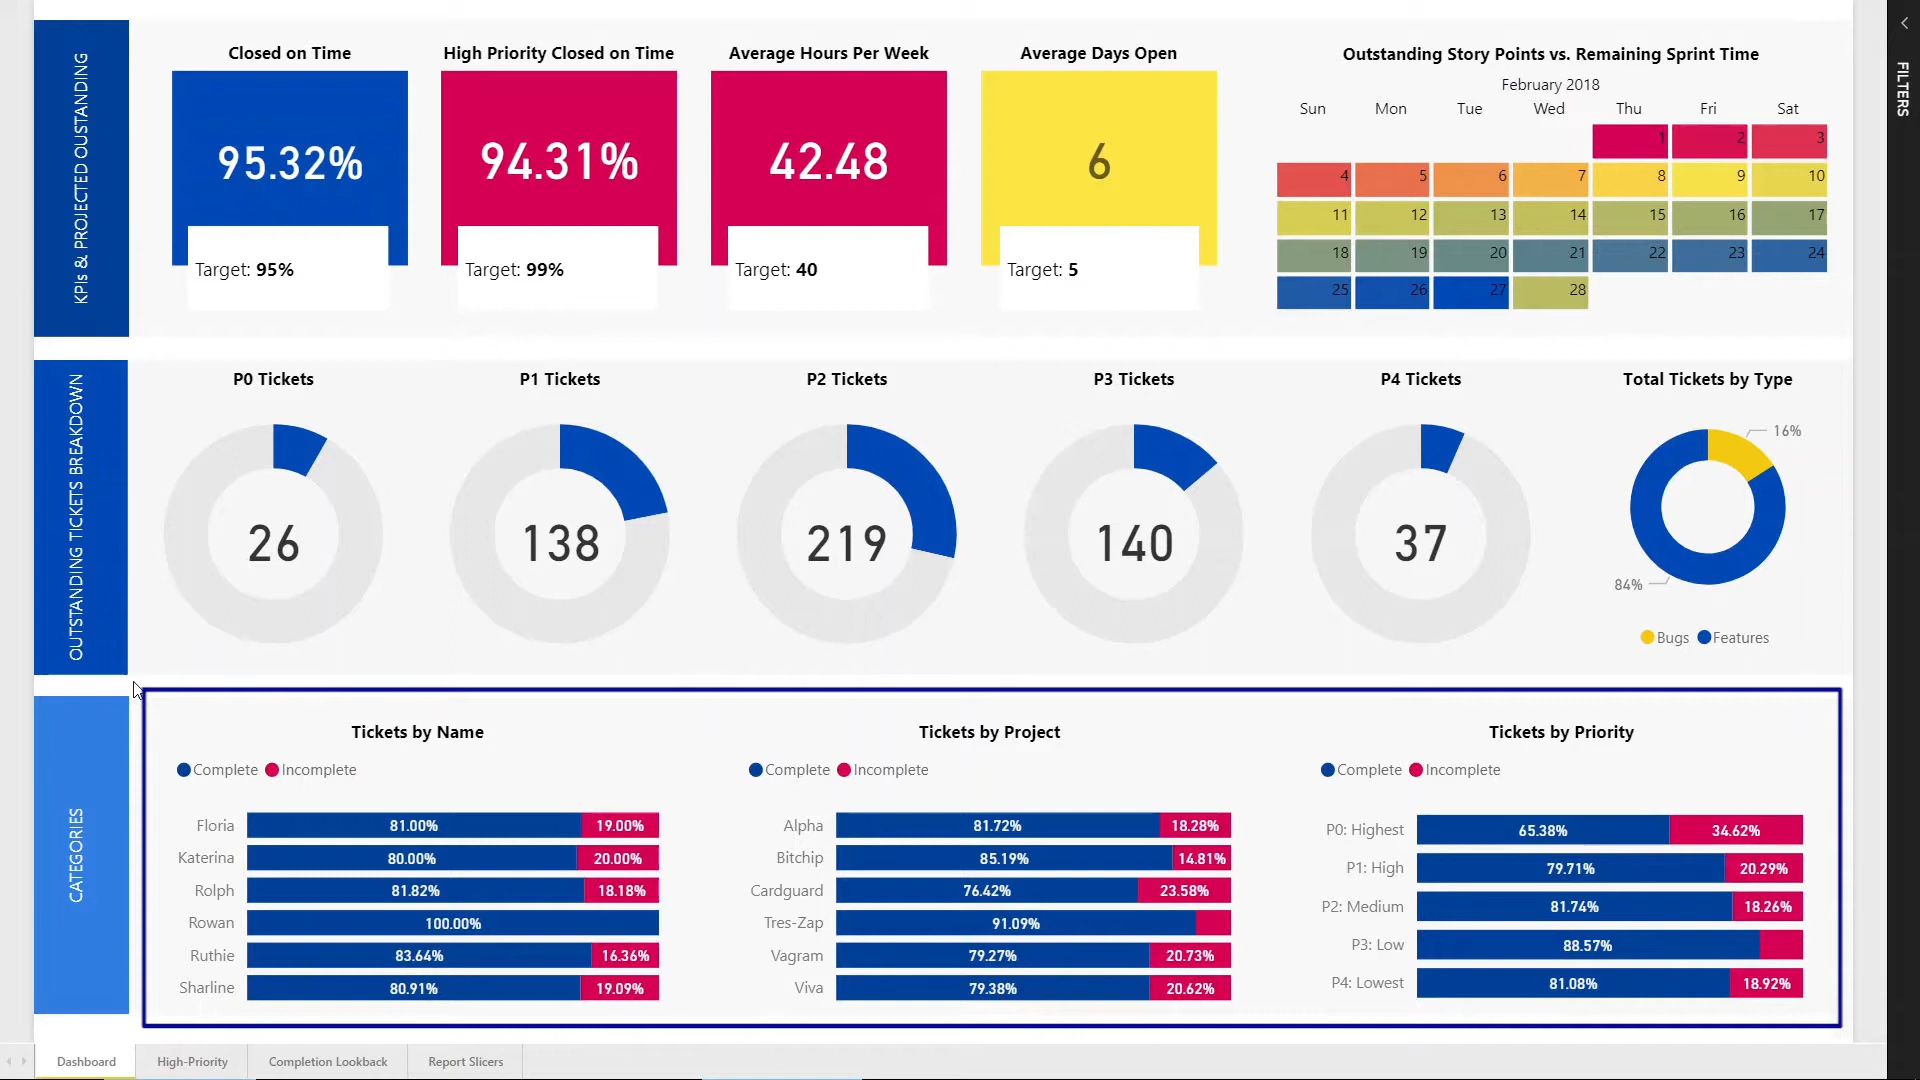 KPIs & PROJECTED OUSTANDING
Closed on Time
95.32%
Target: 95%
High Priority Closed on Time
94.31%
Target: 99%
Average Hours Per Week
42.48
Target: 40
Average Days Open
6
Target: 5
Outstanding Story Points vs. Remaining Sprint Time
February 2018
Sun Mon Tue Wed Thu Fri Sat
1 2 3
4 5 6 7 8 9 10
11 12 13 14 15 16 17
18 19 20 21 22 23 24
25 26 27 28
FILTERS
OUTSTANDING TICKETS BREAKDOWN
P0 Tickets
26
P1 Tickets
138
P2 Tickets
219
P3 Tickets
140
P4 Tickets
37
Total Tickets by Type
16%
84%
Bugs Features
CATEGORIES
Tickets by Name
Complete Incomplete
Floria 81.00% 19.00%
Katerina 80.00% 20.00%
Rolph 81.82% 18.18%
Rowan 100.00%
Ruthie 83.64% 16.36%
Sharline 80.91% 19.09%
Tickets by Project
Complete Incomplete
Alpha 81.72% 18.28%
Bitchip 85.19% 14.81%
Cardguard 76.42% 23.58%
Tres-Zap 91.09%
Vagram 79.27% 20.73%
Viva 79.38% 20.62%
Tickets by Priority
Complete Incomplete
P0: Highest 65.38% 34.62%
P1: High 79.71% 20.29%
P2: Medium 81.74% 18.26%
P3: Low 88.57%
P4: Lowest 81.08% 18.92%
Dashboard High-Priority Completion Lookback Report Slicers